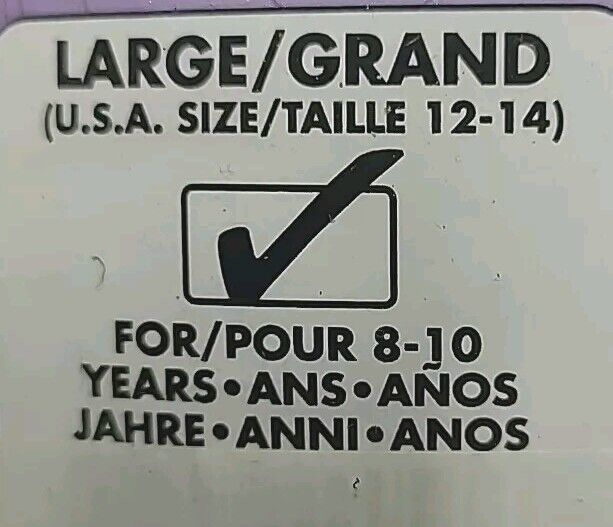 LARGE/GRAND
(U.S.A. SIZE/TAILLE 12-14)
FOR/POUR 8-10
YEARS•ANS•AÑOS
JAHRE•ANNI•ANOS